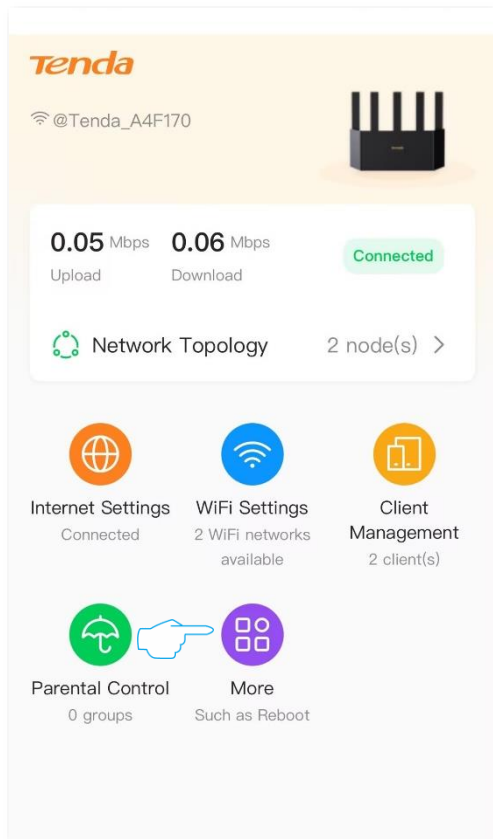 Tenda
@Tenda_A4F170
0.05 Mbps 0.06 Mbps
Upload Download
Connected
Network Topology 2 node(s)
Internet Settings WiFi Settings Client
Management
Connected 2 WiFi networks
available 2 client(s)
Parental Control More
0 groups Such as Reboot